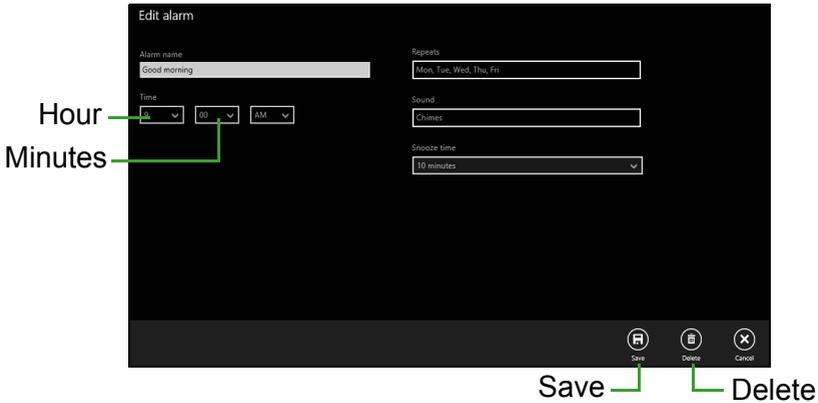 Edit alarm
Alarm name
Good morning
Time
9 00 AM
Repeats
Mon, Tue, Wed, Thu, Fri
Sound
Chimes
Snooze time
10 minutes
Hour
Minutes
Save Delete Cancel
Save Delete